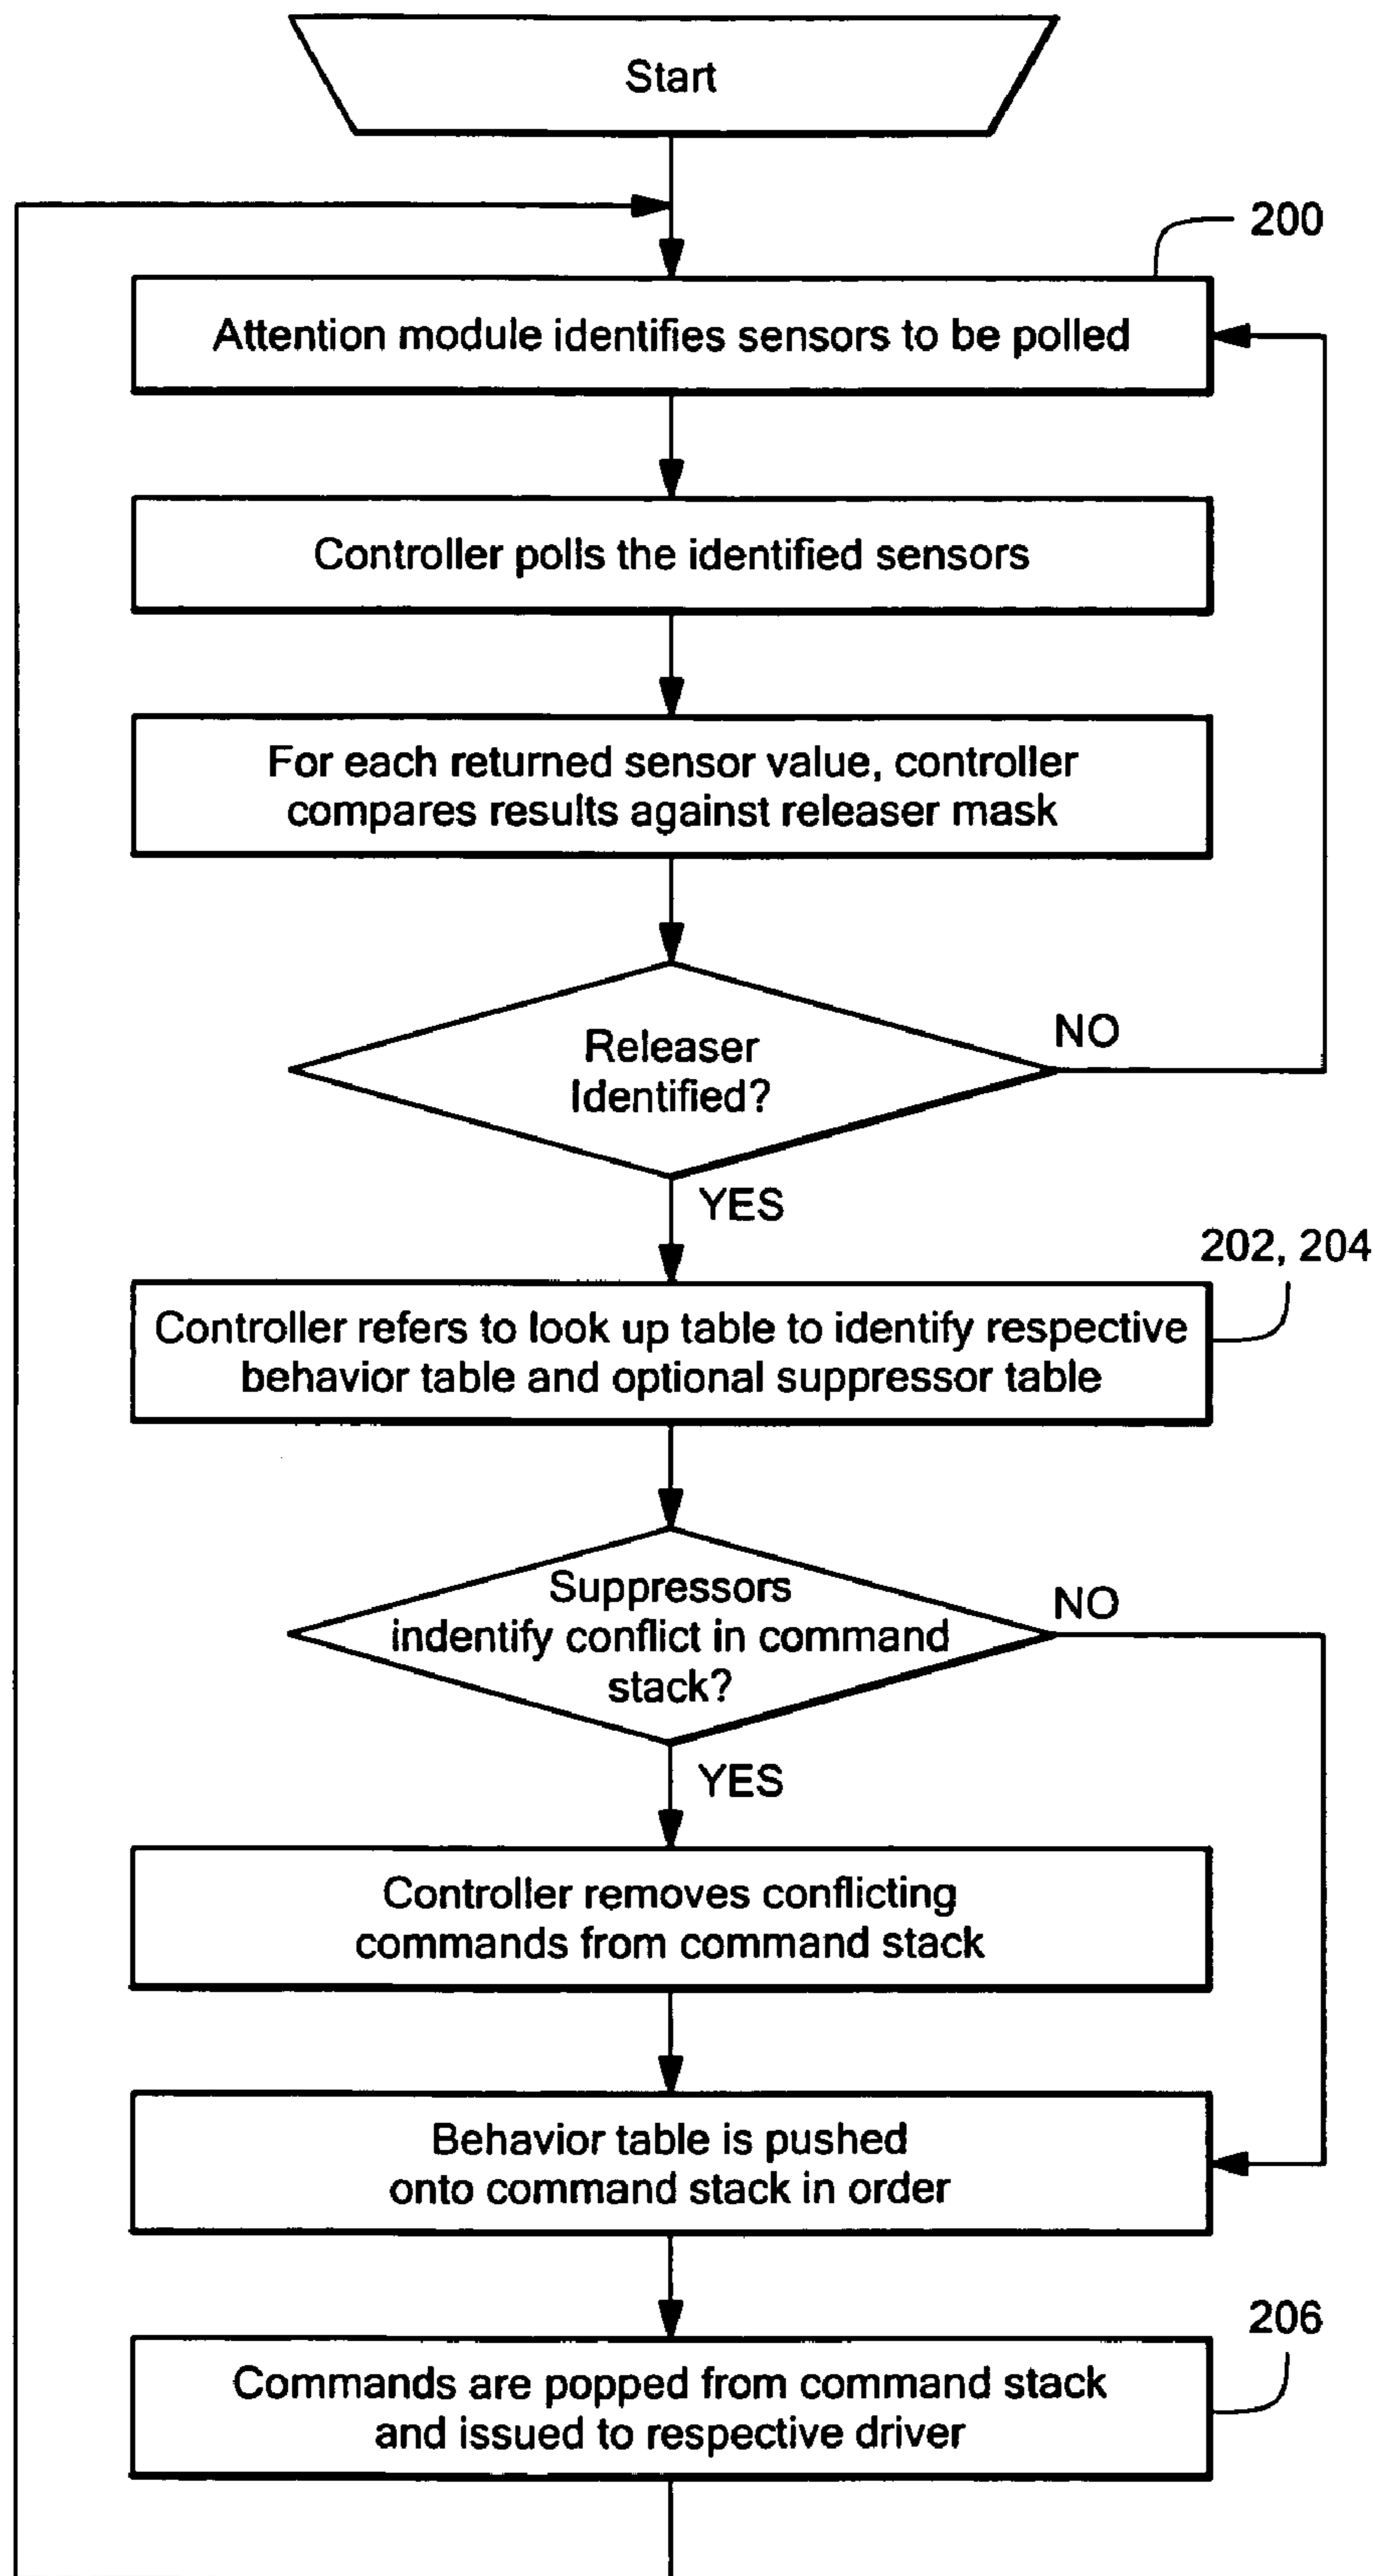 Start
200
Attention module identifies sensors to be polled
Controller polls the identified sensors
For each returned sensor value, controller
compares results against releaser mask
Releaser
Identified?
NO
YES
202, 204
Controller refers to look up table to identify respective
behavior table and optional suppressor table
Suppressors
indentify conflict in command
stack?
NO
YES
Controller removes conflicting
commands from command stack
Behavior table is pushed
onto command stack in order
206
Commands are popped from command stack
and issued to respective driver